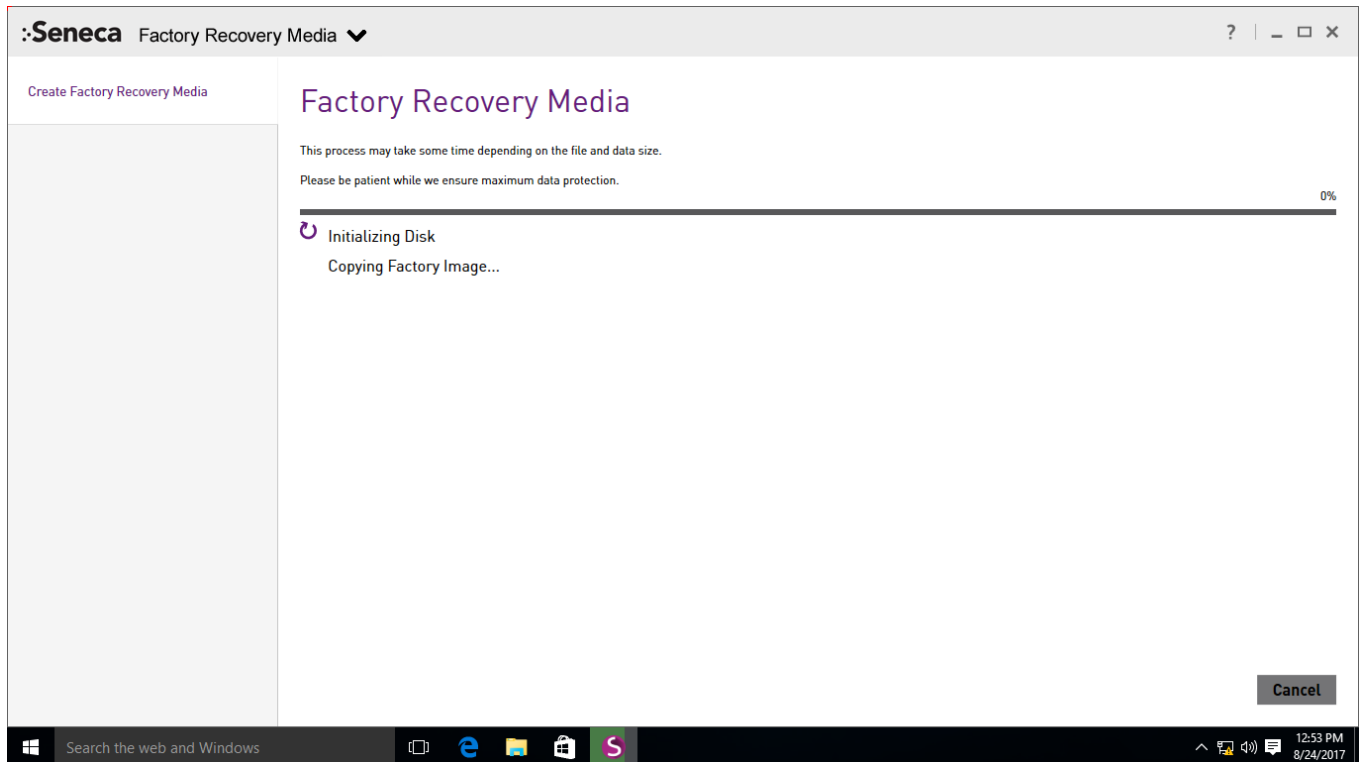 :·Seneca Factory Recovery Media
?
Create Factory Recovery Media
Factory Recovery Media
This process may take some time depending on the file and data size.
Please be patient while we ensure maximum data protection.
0%
Initializing Disk
Copying Factory Image...
Cancel
Search the web and Windows
S
12:53 PM
8/24/2017